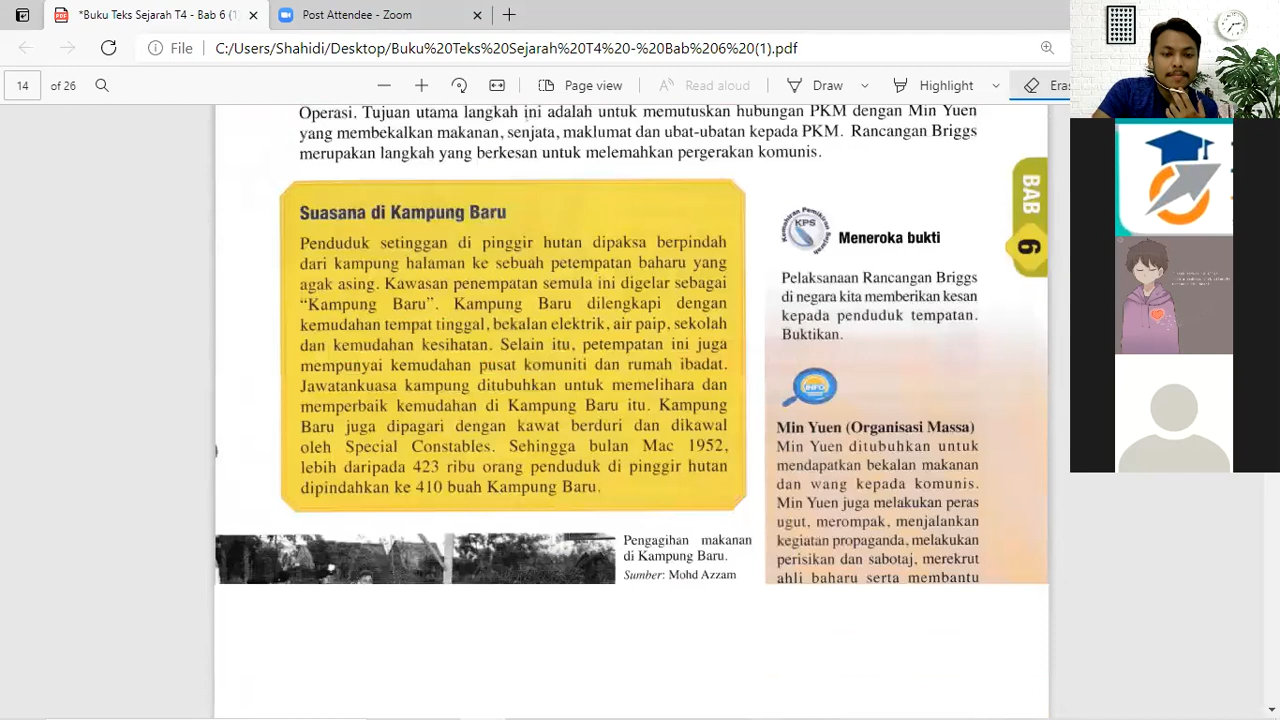 *Buku Teks Sejarah T4 - Bab 6 (1
Post Attendee - Zoom
File
C:/Users/Shahidi/Desktop/Buku%20Teks%20Sejarah%20T4%20-%20Bab%206%20(1).pdf
14
of 26
Page view
Read aloud
Draw
Highlight
Eras
Operasi. Tujuan utama langkah ini adalah untuk memutuskan hubungan PKM dengan Min Yuen
yang membekalkan makanan, senjata, maklumat dan ubat-ubatan kepada PKM. Rancangan Briggs
merupakan langkah yang berkesan untuk melemahkan pergerakan komunis.
Suasana di Kampung Baru
Penduduk setinggan di pinggir hutan dipaksa berpindah
dari kampung halaman ke sebuah petempatan baharu yang
agak asing. Kawasan penempatan semula ini digelar sebagai
“Kampung Baru”. Kampung Baru dilengkapi dengan
kemudahan tempat tinggal, bekalan elektrik, air paip, sekolah
dan kemudahan kesihatan. Selain itu, petempatan ini juga
mempunyai kemudahan pusat komuniti dan rumah ibadat.
Jawatankuasa kampung ditubuhkan untuk memelihara dan
memperbaik kemudahan di Kampung Baru itu. Kampung
Baru juga dipagari dengan kawat berduri dan dikawal
oleh Special Constables. Sehingga bulan Mac 1952,
lebih daripada 423 ribu orang penduduk di pinggir hutan
dipindahkan ke 410 buah Kampung Baru.
Pengagihan makanan
di Kampung Baru.
Sumber: Mohd Azzam
KPS
Meneroka bukti
Pelaksanaan Rancangan Briggs
di negara kita memberikan kesan
kepada penduduk tempatan.
Buktikan.
INFO
Min Yuen (Organisasi Massa)
Min Yuen ditubuhkan untuk
mendapatkan bekalan makanan
dan wang kepada komunis.
Min Yuen juga melakukan peras
ugut, merompak, menjalankan
kegiatan propaganda, melakukan
perisikan dan sabotaj, merekrut
ahli baharu serta membantu
BAB
6